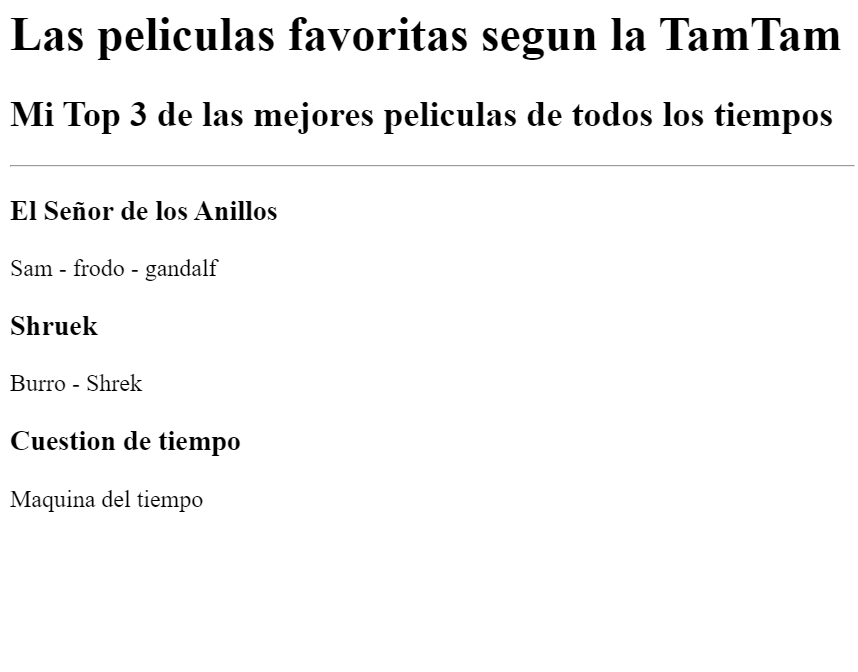 Las peliculas favoritas segun la TamTam
Mi Top 3 de las mejores peliculas de todos los tiempos
El Señor de los Anillos
Sam - frodo - gandalf
Shruek
Burro - Shrek
Cuestion de tiempo
Maquina del tiempo